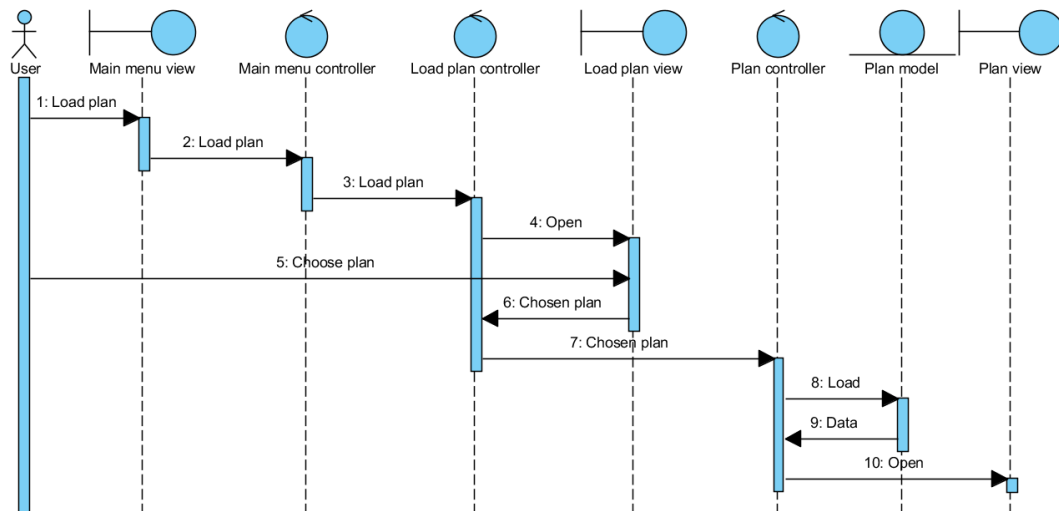 User
Main menu view
Main menu controller
Load plan controller
Load plan view
Plan controller
Plan model
Plan view
1: Load plan
2: Load plan
3: Load plan
4: Open
5: Choose plan
6: Chosen plan
7: Chosen plan
8: Load
9: Data
10: Open